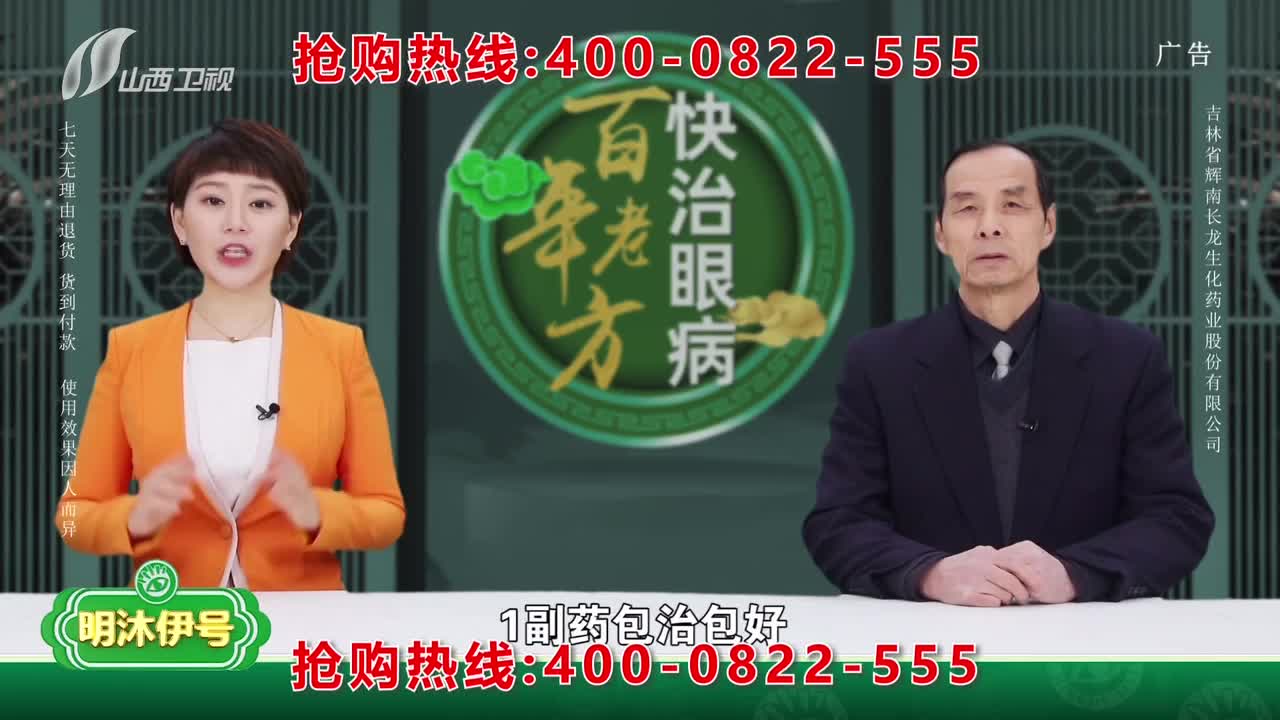 山西卫视
抢购热线:400-0822-555
广告
七天无理由退货 货到付款 使用效果因人而异
百年老方
快治眼病
吉林省辉南长龙生化药业股份有限公司
明沐伊号
1副药包治包好
抢购热线:400-0822-555